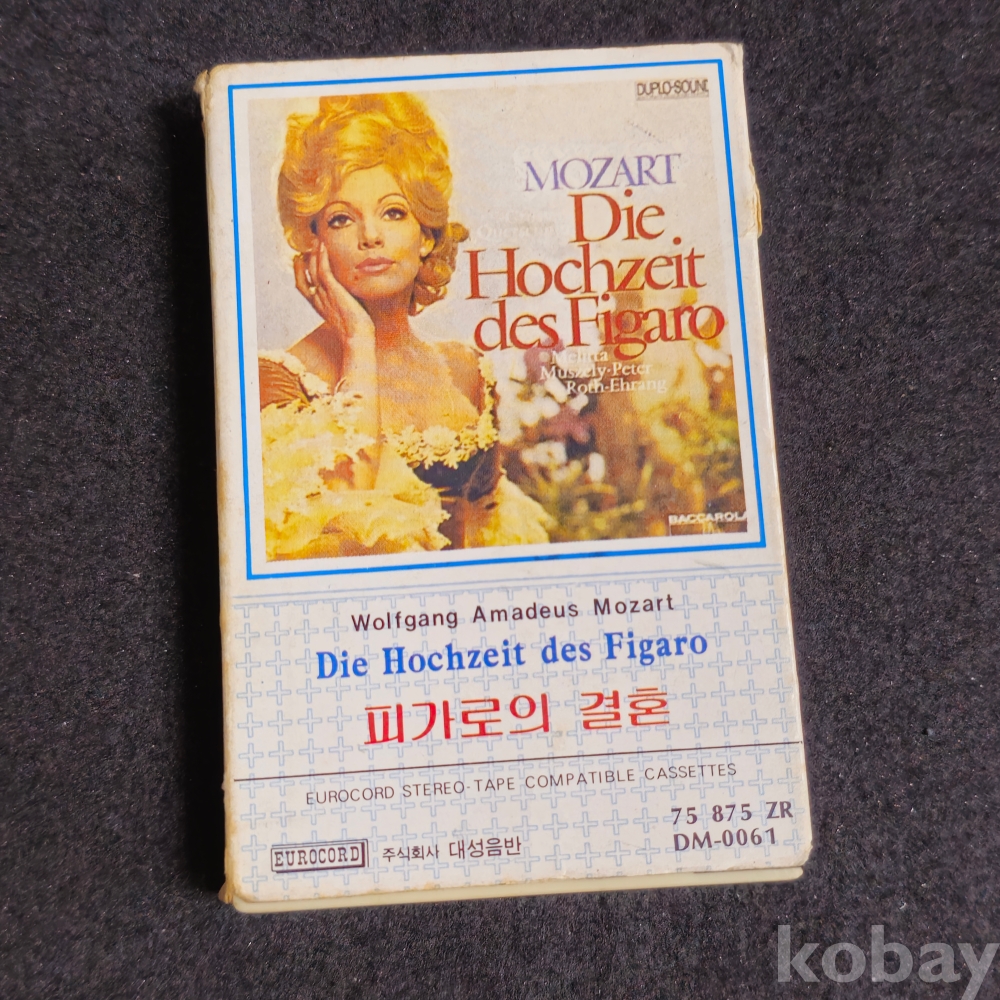 DUPLO-SOUND
MOZART
Die
Hochzeit
des Figaro
Melitta
Muszely·Peter
Roth-Ehrang
BACCAROLA
Wolfgang Amadeus Mozart
Die Hochzeit des Figaro
피가로의 결혼
EUROCORD STEREO-TAPE COMPATIBLE CASSETTES
75 875 ZR
DM-0061
EUROCORD 주식회사 대성음반
kobay